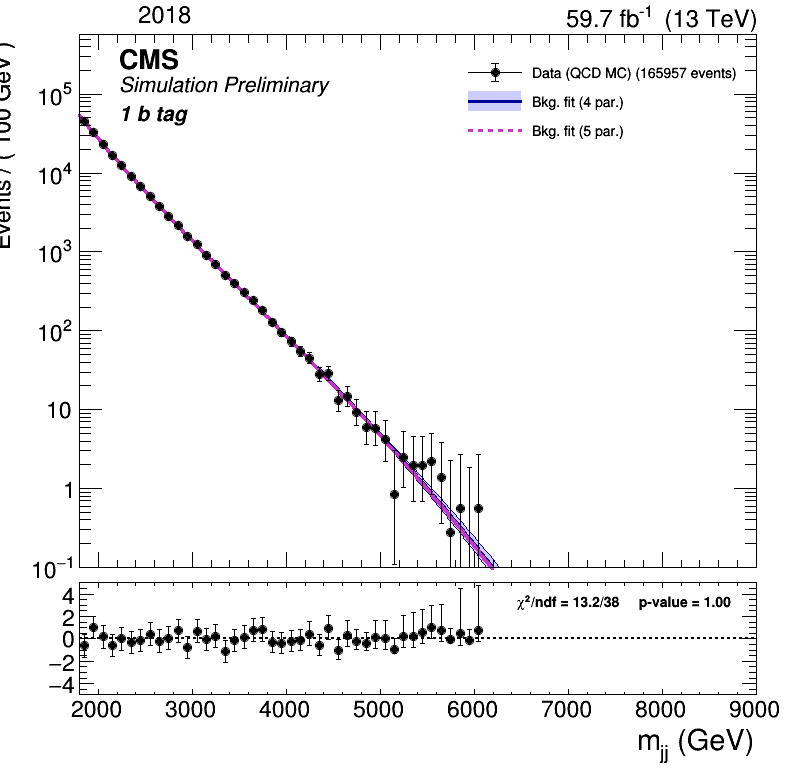 2018
59.7 fb⁻¹ (13 TeV)
CMS
Simulation Preliminary
1 b tag
Data (QCD MC) (165957 events)
Bkg. fit (4 par.)
Bkg. fit (5 par.)
Events / ( 100 GeV )
10⁵
10⁴
10³
10²
10
1
10⁻¹
χ²/ndf = 13.2/38 p-value = 1.00
4
2
0
−2
−4
2000 3000 4000 5000 6000 7000 8000 9000
m_jj (GeV)